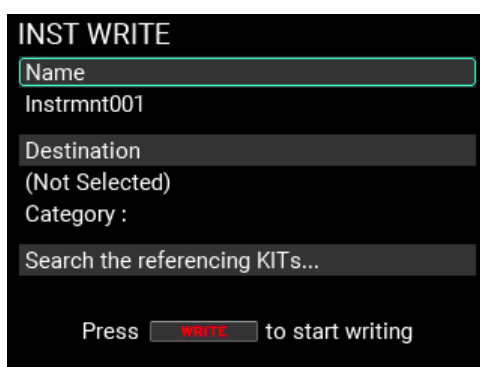 INST WRITE
Name
Instrmnt001
Destination
(Not Selected)
Category :
Search the referencing KITs...
Press WRITE to start writing